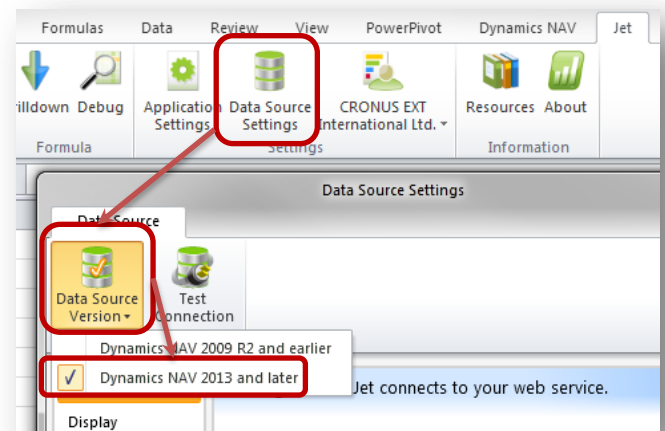 Formulas Data Review View PowerPivot Dynamics NAV Jet
Debug Application Settings Data Source Settings CRONUS EXT International Ltd. Resources About
Formula Settings Information
Data Source Settings
Data Source
Data Source Version Test Connection
Dynamics NAV 2009 R2 and earlier
Dynamics NAV 2013 and later
Jet connects to your web service.
Display